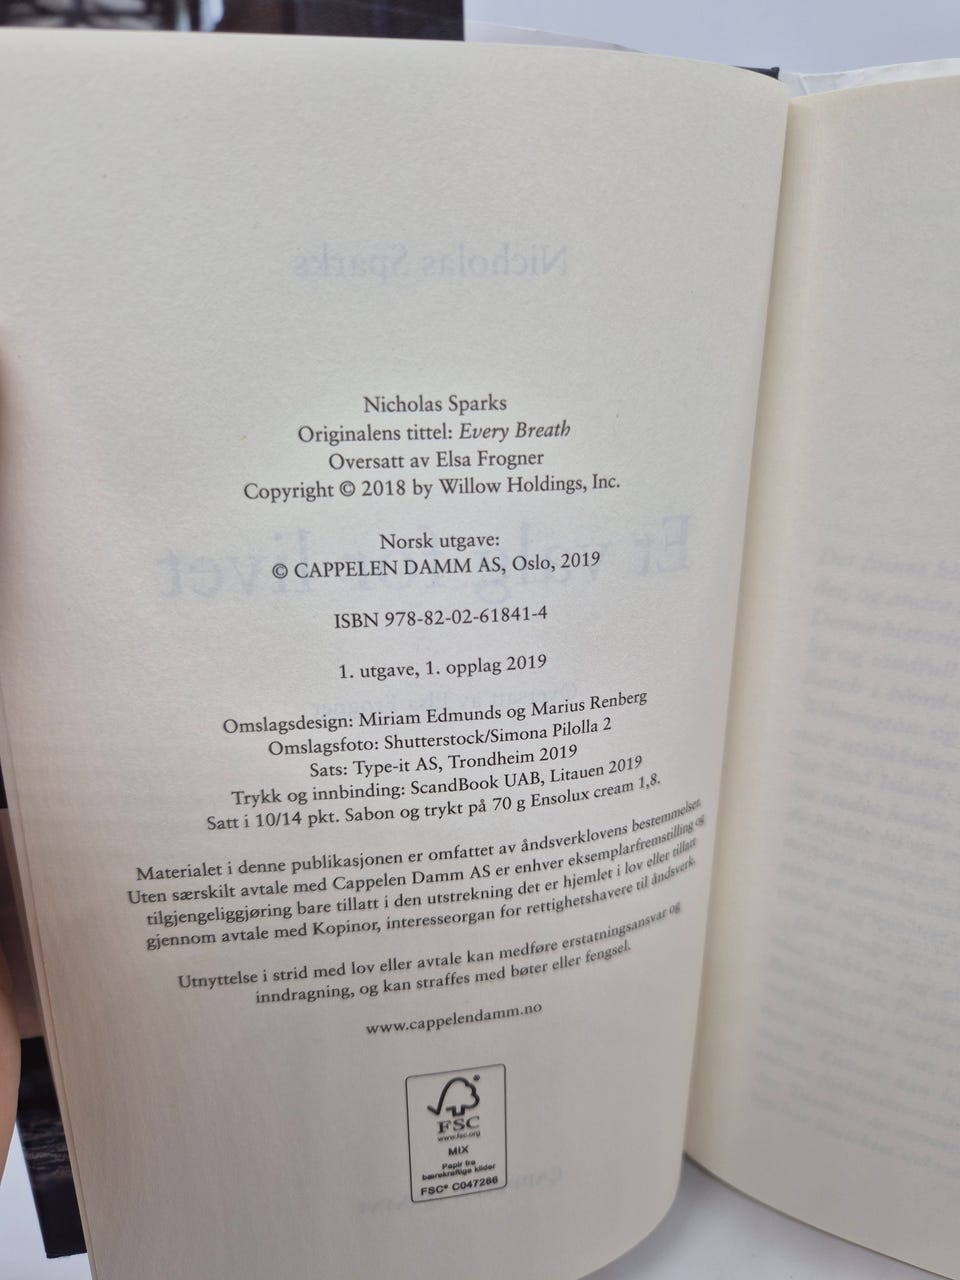 Nicholas Sparks
Nicholas Sparks
Originalens tittel: Every Breath
Oversatt av Elsa Frogner
Copyright © 2018 by Willow Holdings, Inc.
Et valg for livet
Norsk utgave:
© CAPPELEN DAMM AS, Oslo, 2019
ISBN 978-82-02-61841-4
1. utgave, 1. opplag 2019
Omslagsdesign: Miriam Edmunds og Marius Renberg
Omslagsfoto: Shutterstock/Simona Pilolla 2
Sats: Type-it AS, Trondheim 2019
Trykk og innbinding: ScandBook UAB, Litauen 2019
Satt i 10/14 pkt. Sabon og trykt på 70 g Ensolux cream 1,8.
Materialet i denne publikasjonen er omfattet av åndsverklovens bestemmelser.
Uten særskilt avtale med Cappelen Damm AS er enhver eksemplarfremstilling og
tilgjengeliggjøring bare tillatt i den utstrekning det er hjemlet i lov eller tillatt
gjennom avtale med Kopinor, interesseorgan for rettighetshavere til åndsverk.
Utnyttelse i strid med lov eller avtale kan medføre erstatningsansvar og
inndragning, og kan straffes med bøter eller fengsel.
www.cappelendamm.no
FSC
www.fsc.org
MIX
Papir fra
bærekraftige kilder
FSC® C047266